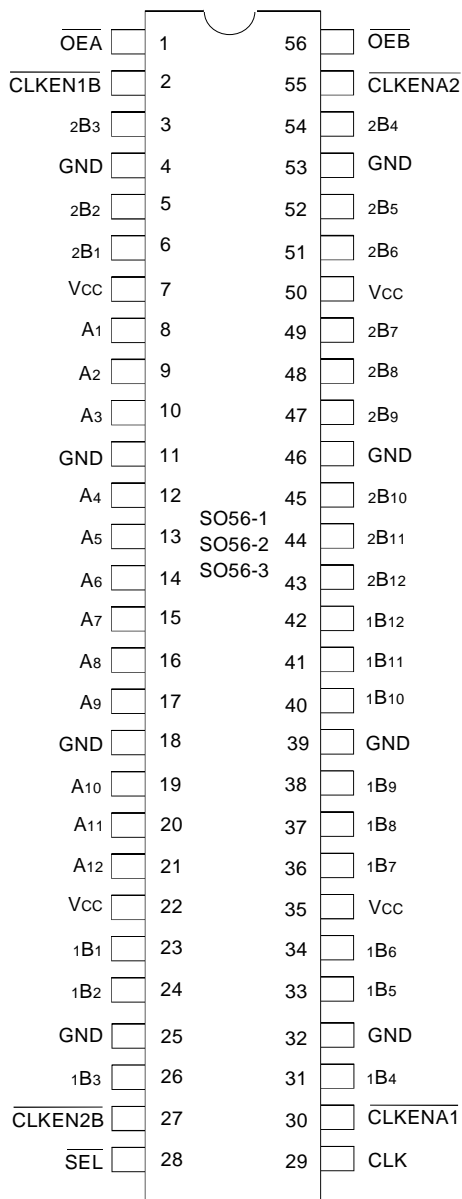 OEA 1 56 OEB
CLKEN1B 2 55 CLKENA2
2B3 3 54 2B4
GND 4 53 GND
2B2 5 52 2B5
2B1 6 51 2B6
VCC 7 50 VCC
A1 8 49 2B7
A2 9 48 2B8
A3 10 47 2B9
GND 11 46 GND
A4 12 45 2B10
SO56-1
A5 13 44 2B11
SO56-2
A6 14 43 2B12
SO56-3
A7 15 42 1B12
A8 16 41 1B11
A9 17 40 1B10
GND 18 39 GND
A10 19 38 1B9
A11 20 37 1B8
A12 21 36 1B7
VCC 22 35 VCC
1B1 23 34 1B6
1B2 24 33 1B5
GND 25 32 GND
1B3 26 31 1B4
CLKEN2B 27 30 CLKENA1
SEL 28 29 CLK